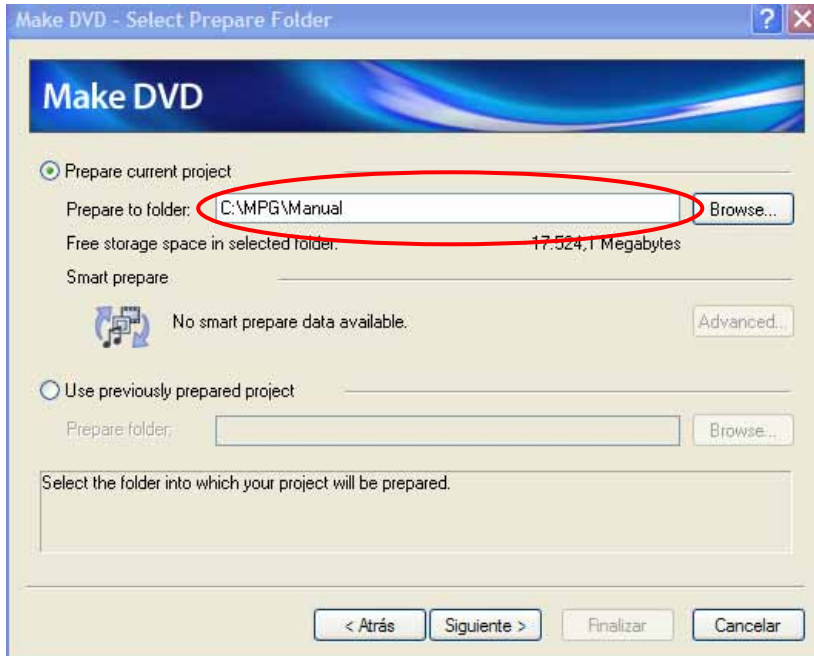 Make DVD - Select Prepare Folder
Make DVD
Prepare current project
Prepare to folder: C:\MPG\Manual Browse...
Free storage space in selected folder: 17.524,1 Megabytes
Smart prepare
No smart prepare data available. Advanced...
Use previously prepared project
Prepare folder: Browse...
Select the folder into which your project will be prepared.
< Atrás Siguiente > Finalizar Cancelar